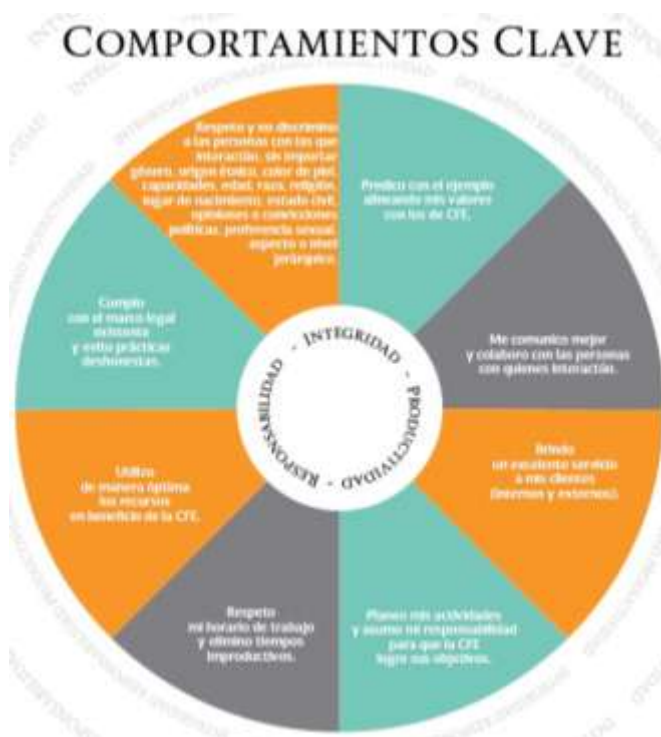 COMPORTAMIENTOS CLAVE
Predico con el ejemplo
alineando mis valores
con los de CFE.
Me comunico mejor
y colaboro con las personas
con quienes interactúo.
Brindo
un excelente servicio
a mis clientes
(internos y externos).
Planeo mis actividades
y asumo mi responsabilidad
para que la CFE
logre sus objetivos.
Respeto
mi horario de trabajo
y elimino tiempos
improductivos.
Utilizo
de manera óptima
los recursos
en beneficio de la CFE.
Cumplo
con el marco legal
existente
y evito prácticas
deshonestas.
Respeto y no discrimino
a las personas con las que
interactúo, sin importar
género, origen étnico, color de piel,
capacidades, edad, raza, religión,
lugar de nacimiento, estado civil,
opiniones o convicciones
políticas, preferencia sexual,
aspecto o nivel
jerárquico.
INTEGRIDAD - PRODUCTIVIDAD - RESPONSABILIDAD -